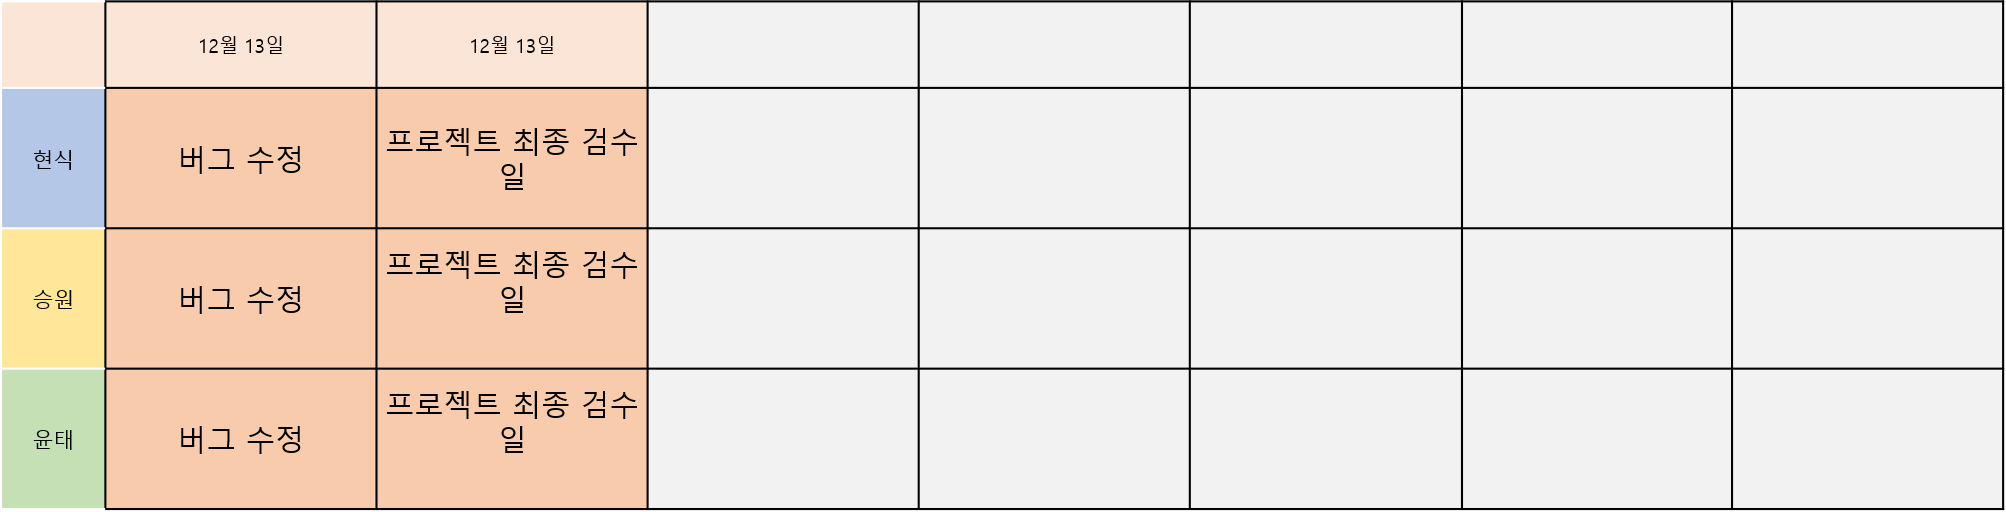 12월 13일 12월 13일
현식 버그 수정 프로젝트 최종 검수
일
승원 버그 수정 프로젝트 최종 검수
일
윤태 버그 수정 프로젝트 최종 검수
일